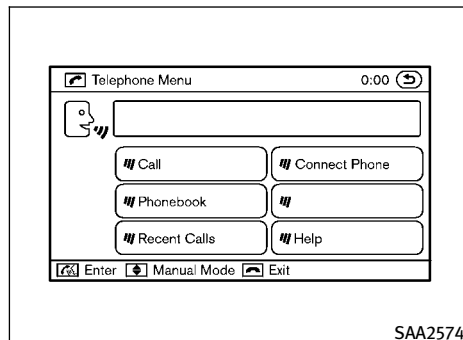 Telephone Menu 0:00
Call Connect Phone
Phonebook
Recent Calls Help
Enter Manual Mode Exit
SAA2574